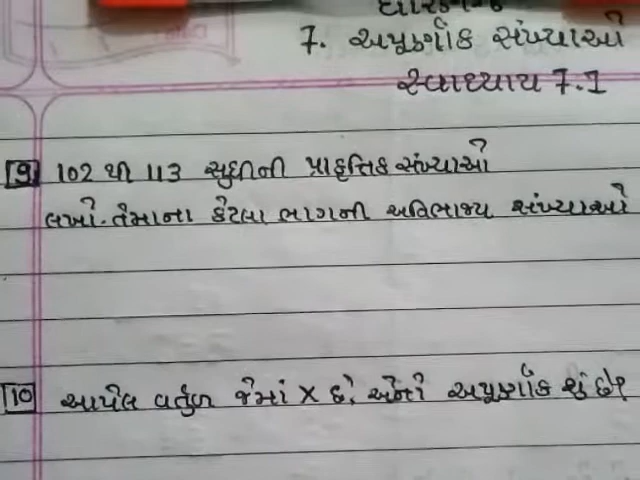 7. અપૂર્ણાંક સંખ્યાઓ
સ્વાધ્યાય 7.1
9 102 થી 113 સુધીની પ્રાકૃત્તિક સંખ્યાઓ
લખો. તેમાના કેટલા ભાગની અવિભાજ્ય સંખ્યાઓ
10 આપેલ વર્તુળ જેમાં X છે, એનો અપૂર્ણાંક શું છે?